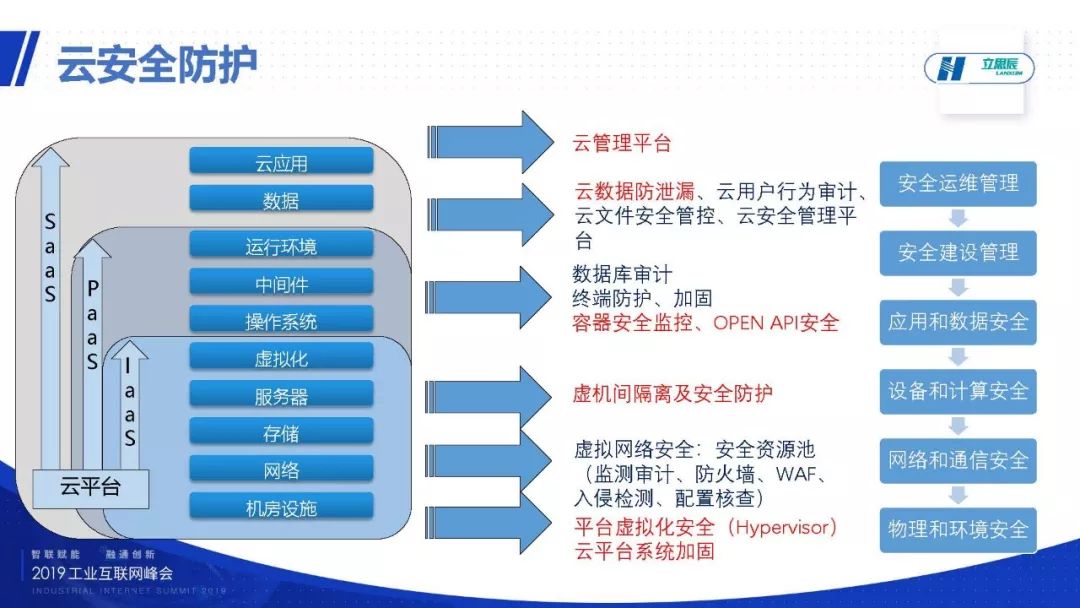 云安全防护
立思辰
LANXUM
云应用
数据
运行环境
中间件
操作系统
虚拟化
服务器
存储
网络
机房设施
SaaS
PaaS
IaaS
云平台
云管理平台
云数据防泄漏、云用户行为审计、
云文件安全管控、云安全管理平
台
数据库审计
终端防护、加固
容器安全监控、OPEN API安全
虚机间隔离及安全防护
虚拟网络安全：安全资源池
（监测审计、防火墙、WAF、
入侵检测、配置核查）
平台虚拟化安全（Hypervisor）
云平台系统加固
安全运维管理
安全建设管理
应用和数据安全
设备和计算安全
网络和通信安全
物理和环境安全
智联赋能 融通创新
2019工业互联网峰会
INDUSTRIAL INTERNET SUMMIT 2019